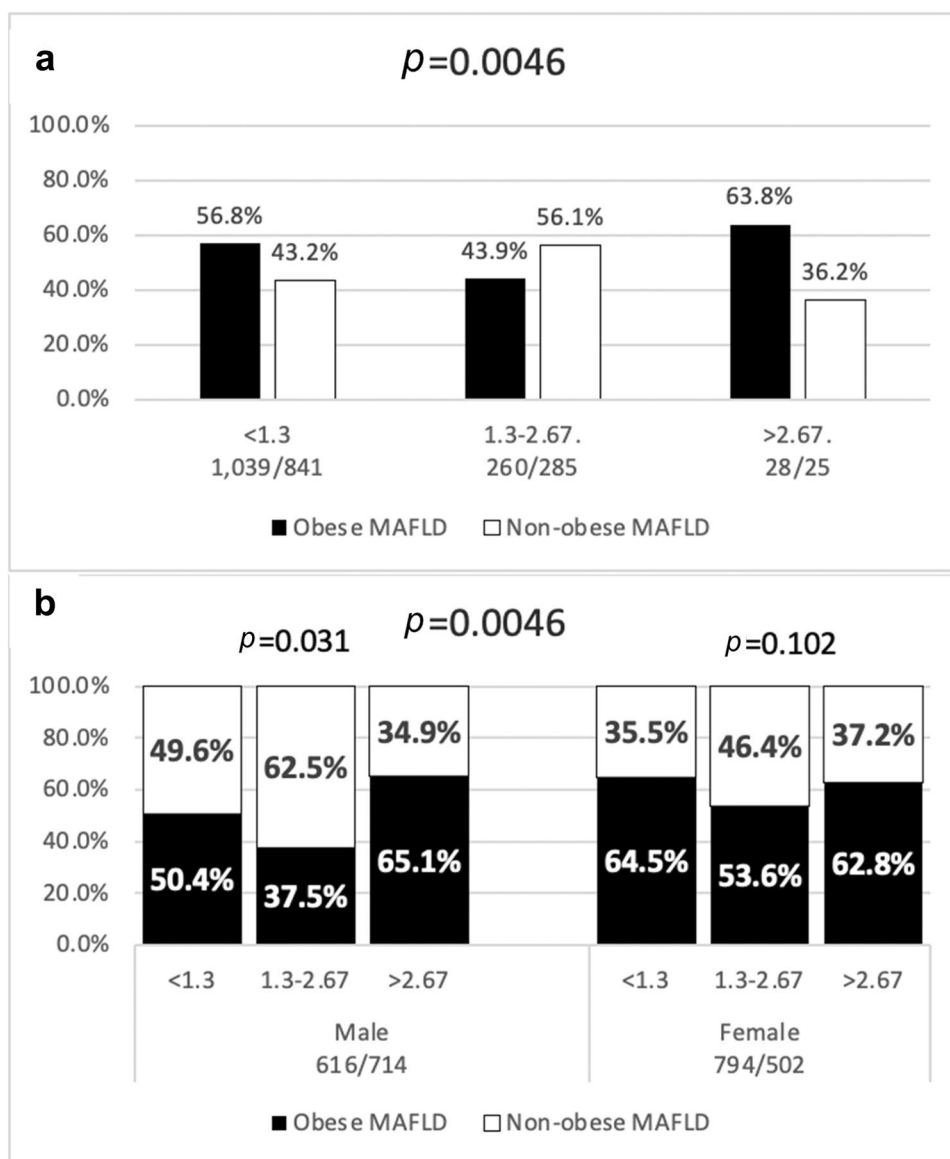 a
p=0.0046
100.0%
80.0%
60.0%
40.0%
20.0%
0.0%
56.8%
43.2%
43.9%
56.1%
63.8%
36.2%
<1.3 1.3-2.67. >2.67.
1,039/841 260/285 28/25
Obese MAFLD Non-obese MAFLD
b
p=0.0046
p=0.031 p=0.102
100.0%
80.0%
60.0%
40.0%
20.0%
0.0%
49.6% 62.5% 34.9% 35.5% 46.4% 37.2%
50.4% 37.5% 65.1% 64.5% 53.6% 62.8%
<1.3 1.3-2.67 >2.67 <1.3 1.3-2.67 >2.67
Male Female
616/714 794/502
Obese MAFLD Non-obese MAFLD